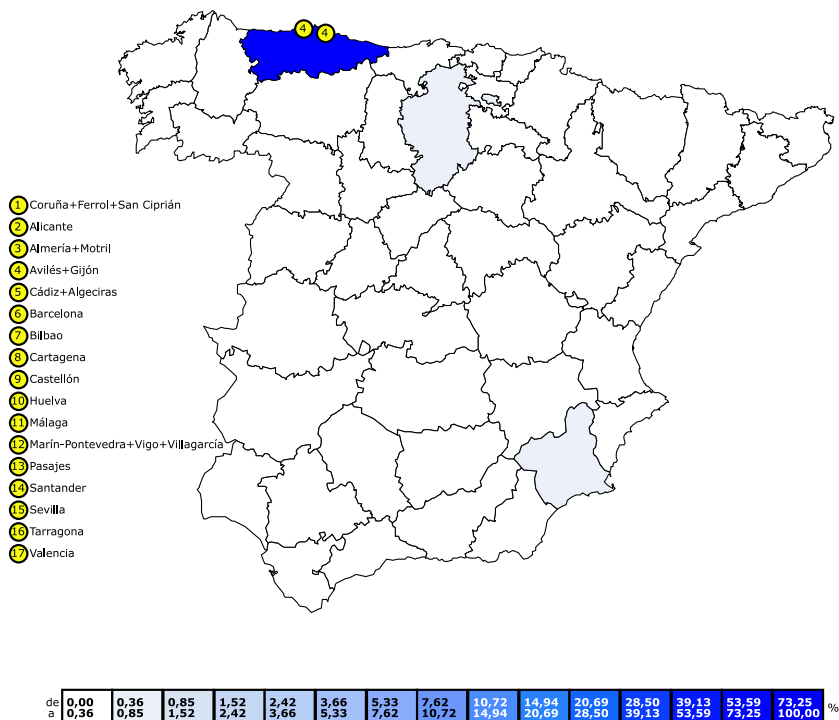 4 4
1 Coruña+Ferrol+San Ciprián
2 Alicante
3 Almería+Motril
4 Avilés+Gijón
5 Cádiz+Algeciras
6 Barcelona
7 Bilbao
8 Cartagena
9 Castellón
10 Huelva
11 Málaga
12 Marín-Pontevedra+Vigo+Villagarcía
13 Pasajes
14 Santander
15 Sevilla
16 Tarragona
17 Valencia
de 0,00 0,36 0,85 1,52 2,42 3,66 5,33 7,62 10,72 14,94 20,69 28,50 39,13 53,59 73,25
a 0,36 0,85 1,52 2,42 3,66 5,33 7,62 10,72 14,94 20,69 28,50 39,13 53,59 73,25 100,00 %